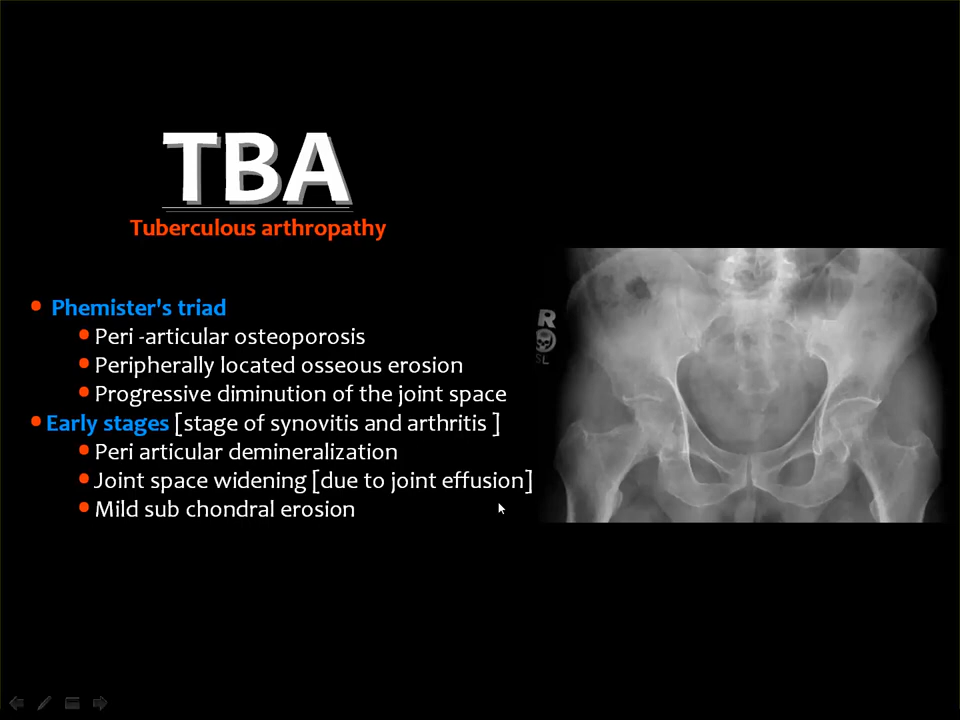 TBA
Tuberculous arthropathy
• Phemister's triad
• Peri -articular osteoporosis
• Peripherally located osseous erosion
• Progressive diminution of the joint space
• Early stages [stage of synovitis and arthritis ]
• Peri articular demineralization
• Joint space widening [due to joint effusion]
• Mild sub chondral erosion
R
SL